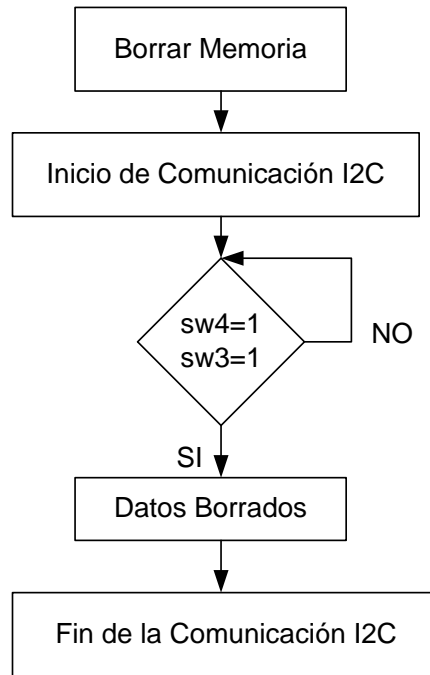 Borrar Memoria
Inicio de Comunicación I2C
sw4=1
sw3=1
NO
SI
Datos Borrados
Fin de la Comunicación I2C